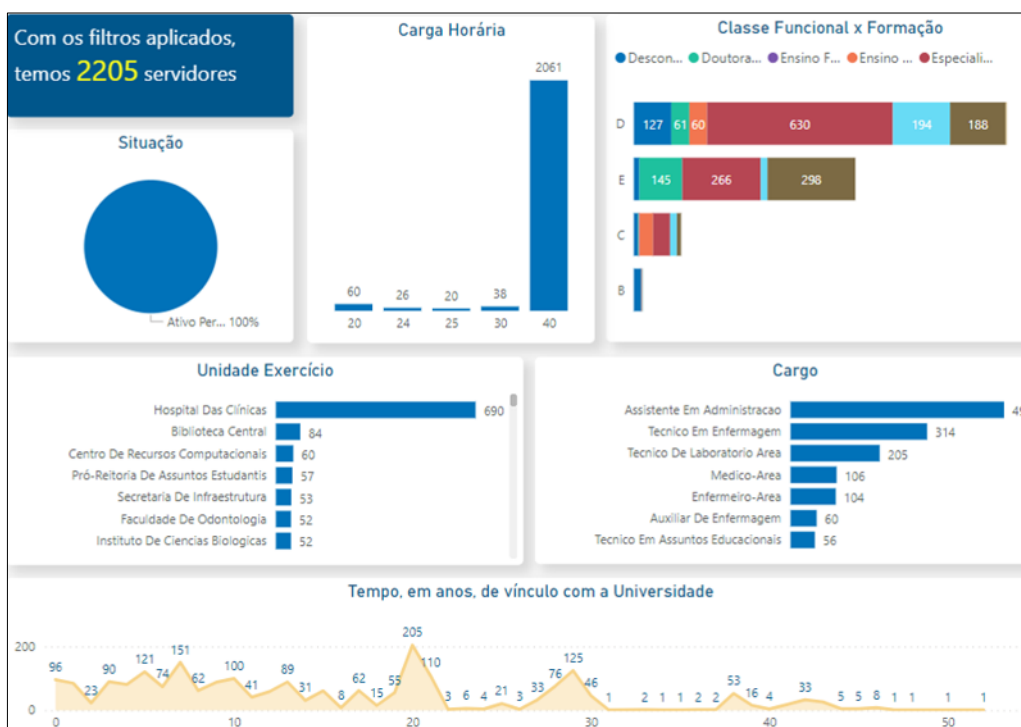 Com os filtros aplicados,
temos 2205 servidores
Situação
Ativo Per... 100%
Carga Horária
2061
60
26
20
38
20
24
25
30
40
Classe Funcional x Formação
Descon... Doutora... Ensino F... Ensino ... Especiali...
D 127 61 60 630 194 188
E 145 266 298
C
B
Unidade Exercício
Hospital Das Clínicas 690
Biblioteca Central 84
Centro De Recursos Computacionais 60
Pró-Reitoria De Assuntos Estudantis 57
Secretaria De Infraestrutura 53
Faculdade De Odontologia 52
Instituto De Ciencias Biologicas 52
Cargo
Assistente Em Administracao
Tecnico Em Enfermagem 314
Tecnico De Laboratorio Area 205
Medico-Area 106
Enfermeiro-Area 104
Auxiliar De Enfermagem 60
Tecnico Em Assuntos Educacionais 56
Tempo, em anos, de vínculo com a Universidade
200
0
96 23 90 121 74 151 62 100 41 89 31 8 62 15 55 205 110 3 6 4 21 3 33 76 125 46 1 2 1 1 2 2 53 16 4 33 5 5 8 1 1 1 1
0 10 20 30 40 50